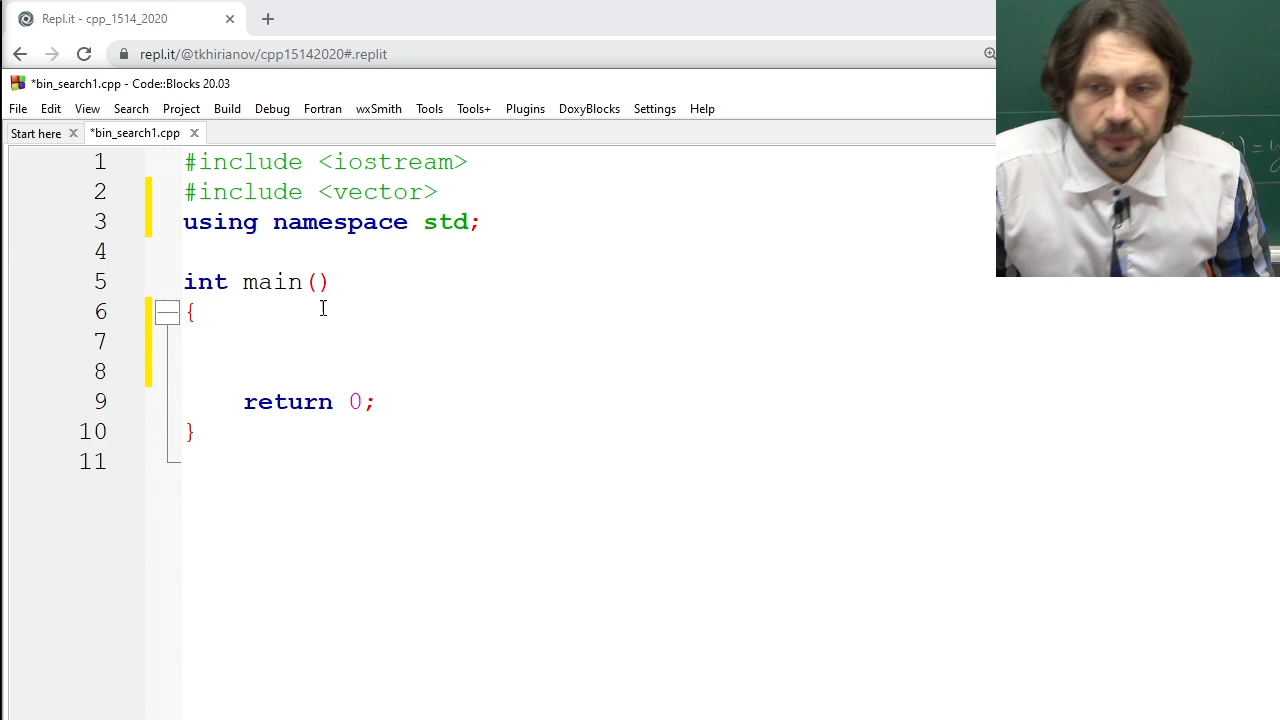 Repl.it - cpp_1514_2020
repl.it/@tkhirianov/cpp15142020#.replit
*bin_search1.cpp - Code::Blocks 20.03
File Edit View Search Project Build Debug Fortran wxSmith Tools Tools+ Plugins DoxyBlocks Settings Help
Start here *bin_search1.cpp
1 #include <iostream>
2 #include <vector>
3 using namespace std;
4
5 int main()
6 {
7
8
9 return 0;
10 }
11